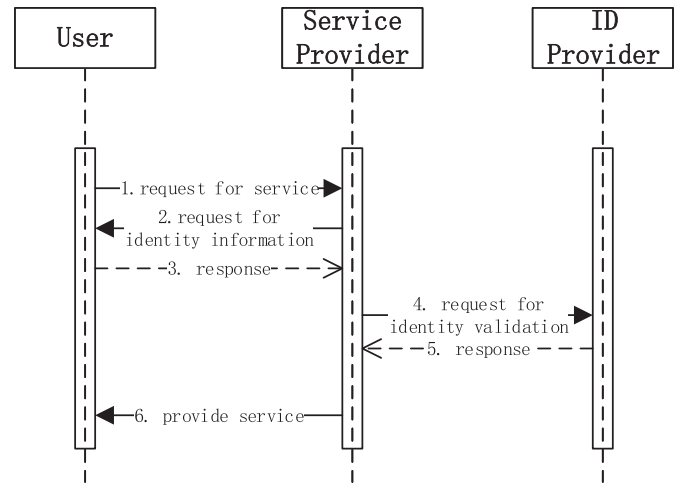 User
Service
Provider
ID
Provider
1. request for service
2. request for
identity information
3. response
4. request for
identity validation
5. response
6. provide service